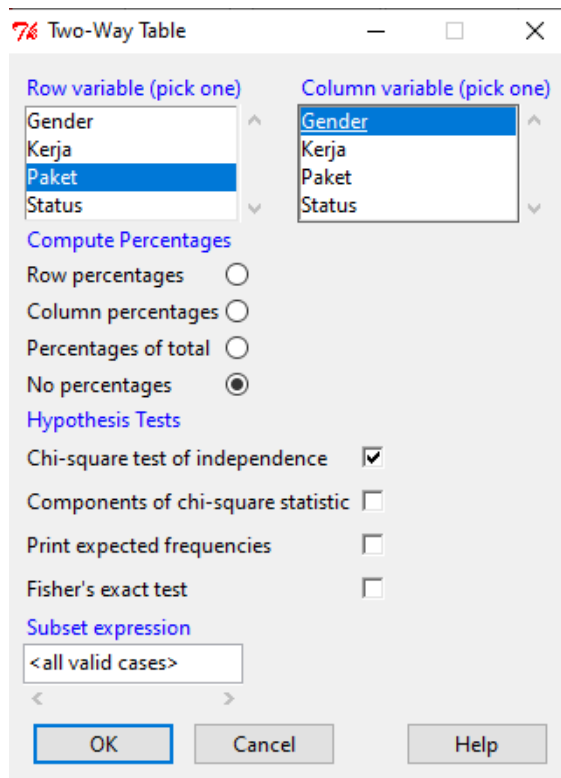 Two-Way Table
Row variable (pick one) Column variable (pick one)
Gender Gender
Kerja Kerja
Paket Paket
Status Status
Compute Percentages
Row percentages
Column percentages
Percentages of total
No percentages
Hypothesis Tests
Chi-square test of independence
Components of chi-square statistic
Print expected frequencies
Fisher's exact test
Subset expression
<all valid cases>
OK Cancel Help